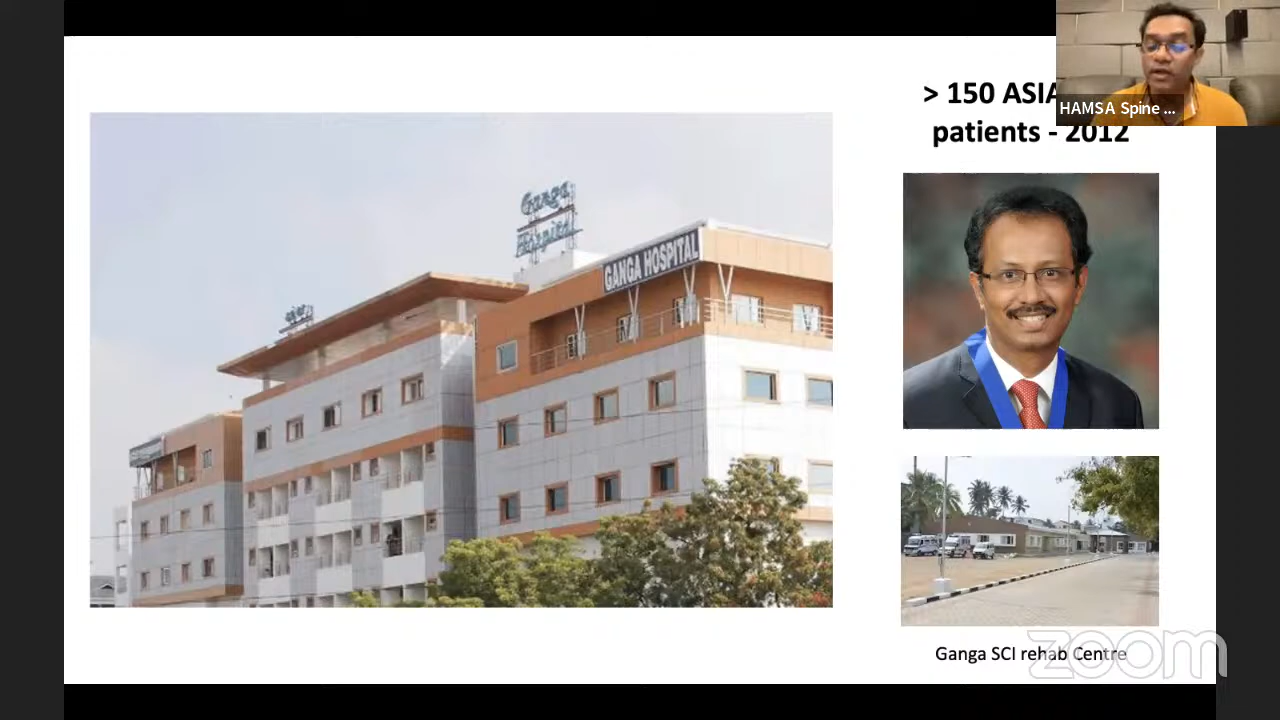 > 150 ASIA
patients - 2012
HAMSA Spine ...
Ganga
Hospital
GANGA HOSPITAL
Ganga SCI rehab Centre
zoom